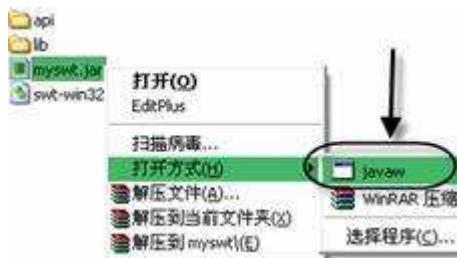 api
lib
myswt.jar
swt-win32
打开(O)
EditPlus
扫描病毒...
打开方式(H)
解压文件(A)...
解压到当前文件夹(X)
解压到 myswt\(E)
javaw
WinRAR 压缩
选择程序(C)...